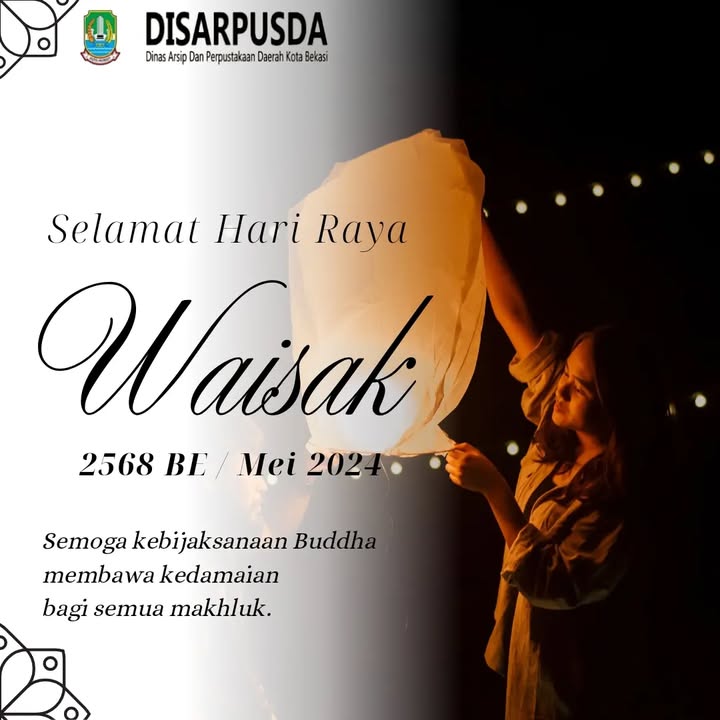 DISARPUSDA
Dinas Arsip Dan Perpustakaan Daerah Kota Bekasi
Selamat Hari Raya
Waisak
2568 BE / Mei 2024
Semoga kebijaksanaan Buddha
membawa kedamaian
bagi semua makhluk.